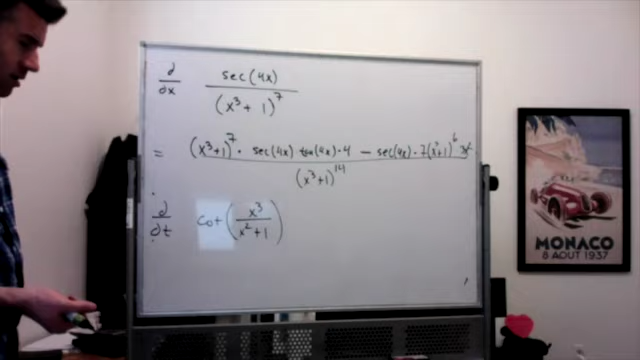 d/dx sec(4x)/(x³ + 1)⁷
= ((x³+1)⁷ · sec(4x) tan(4x)·4 − sec(4x)·7(x³+1)⁶ 3x²)/(x³+1)¹⁴
d/dt cot(x³/(x²+1))
MONACO
8 AOUT 1937